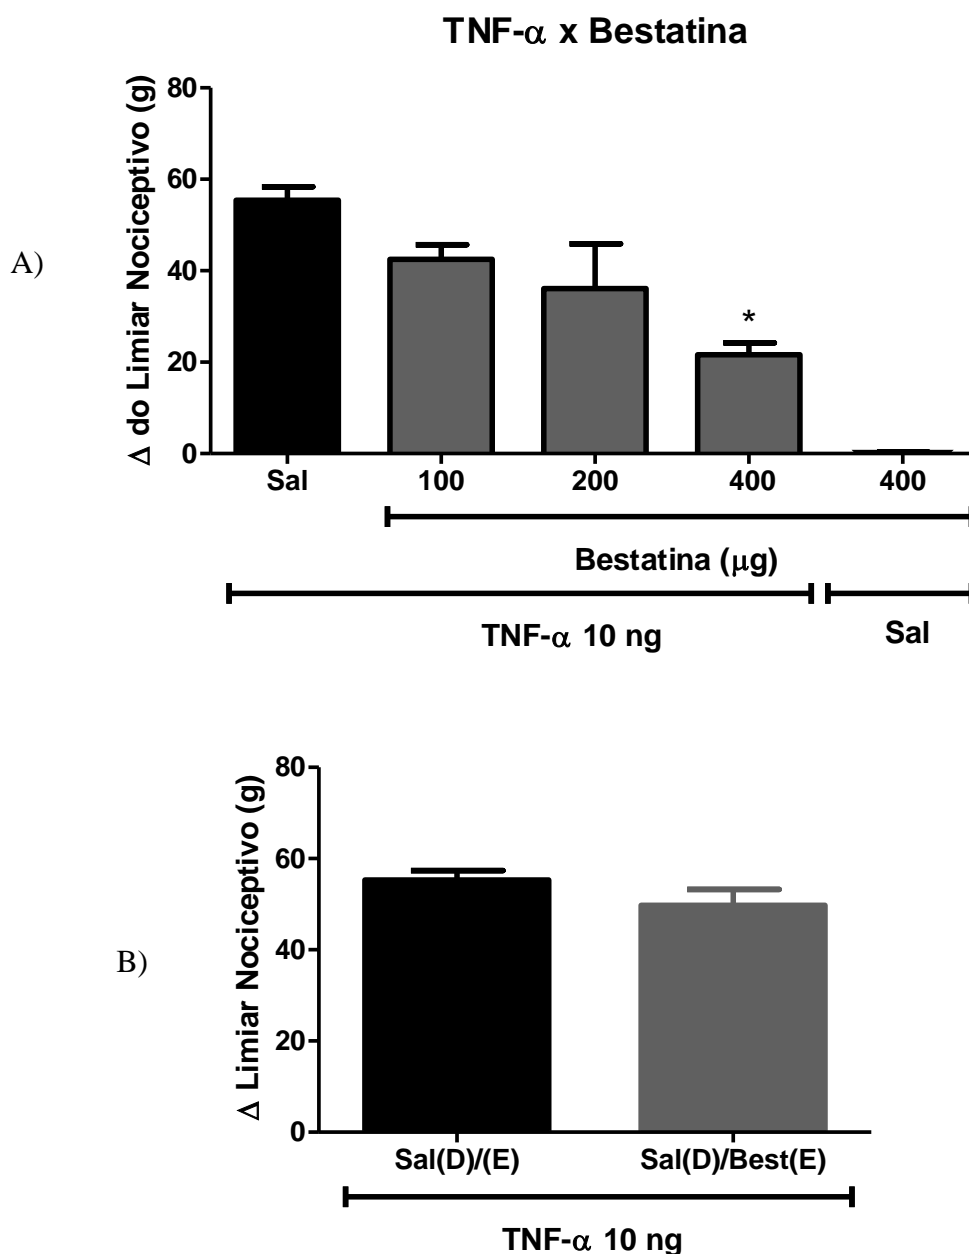 TNF-α x Bestatina
A)
Δ do Limiar Nociceptivo (g)
80
60
40
20
0
*
Sal 100 200 400 400
Bestatina (μg)
TNF-α 10 ng Sal
B)
Δ Limiar Nociceptivo (g)
80
60
40
20
0
Sal(D)/(E) Sal(D)/Best(E)
TNF-α 10 ng